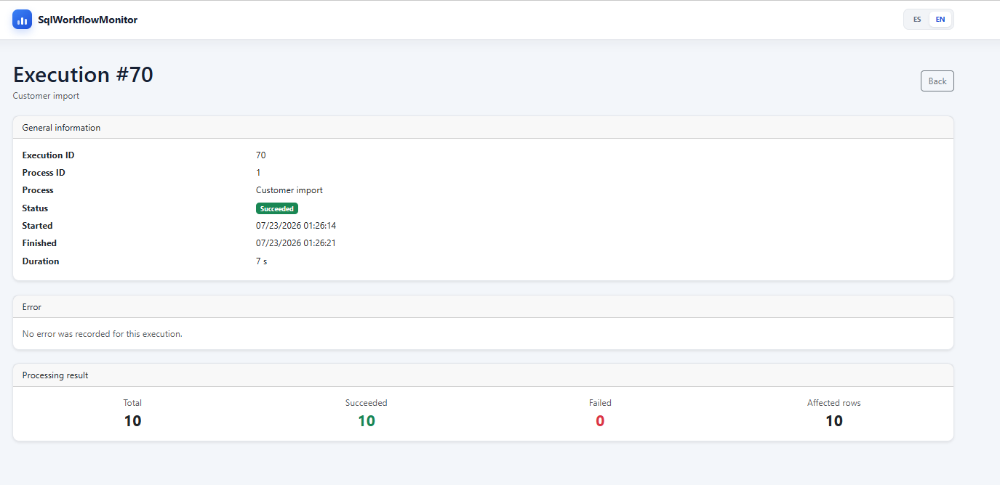 SqlWorkflowMonitor
ES EN
Execution #70
Back
Customer import
General information
Execution ID 70
Process ID 1
Process Customer import
Status Succeeded
Started 07/23/2026 01:26:14
Finished 07/23/2026 01:26:21
Duration 7 s
Error
No error was recorded for this execution.
Processing result
Total Succeeded Failed Affected rows
10 10 0 10